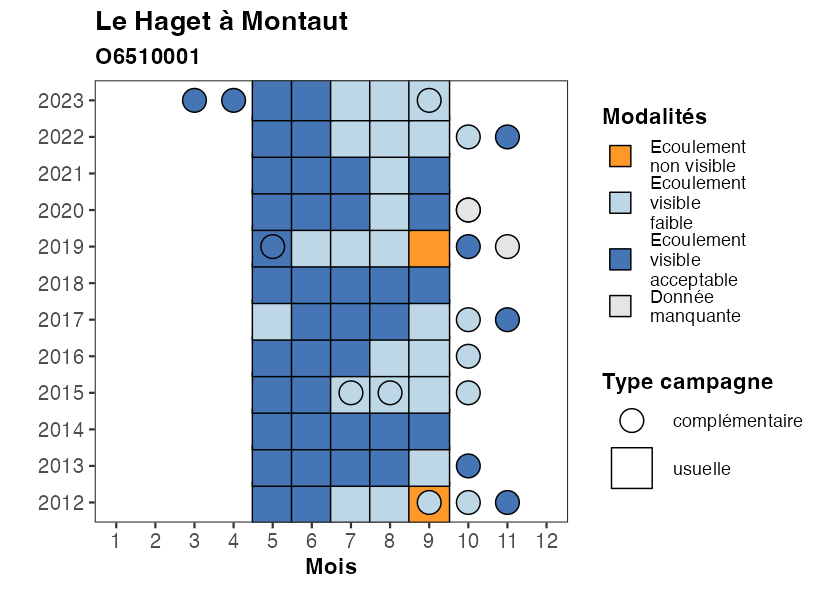 Le Haget à Montaut
O6510001
2023
2022
2021
2020
2019
2018
2017
2016
2015
2014
2013
2012
1 2 3 4 5 6 7 8 9 10 11 12
Mois
Modalités
Ecoulement
non visible
Ecoulement
visible
faible
Ecoulement
visible
acceptable
Donnée
manquante
Type campagne
complémentaire
usuelle